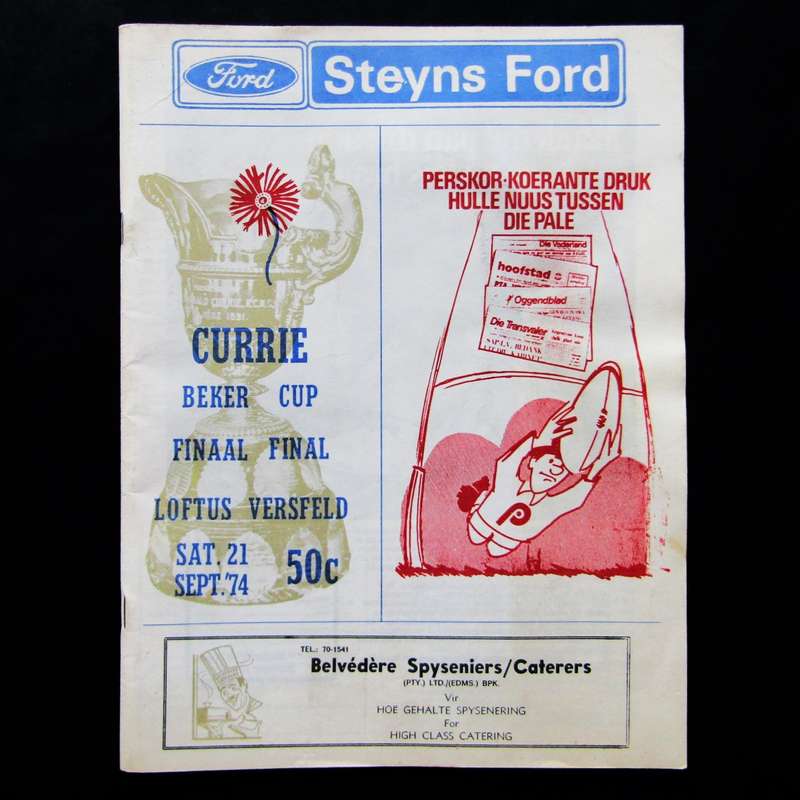 Ford
Steyns Ford
CURRIE
BEKER CUP
FINAAL FINAL
LOFTUS VERSFELD
SAT. 21
SEPT.'74
50c
PERSKOR·KOERANTE DRUK
HULLE NUUS TUSSEN
DIE PALE
Die Vaderland
hoofstad
Oggendblad
Die Transvaler
P
TEL.: 70-1541
Belvédère Spyseniers/Caterers
(PTY.) LTD./(EDMS.) BPK.
Vir
HOE GEHALTE SPYSENERING
For
HIGH CLASS CATERING